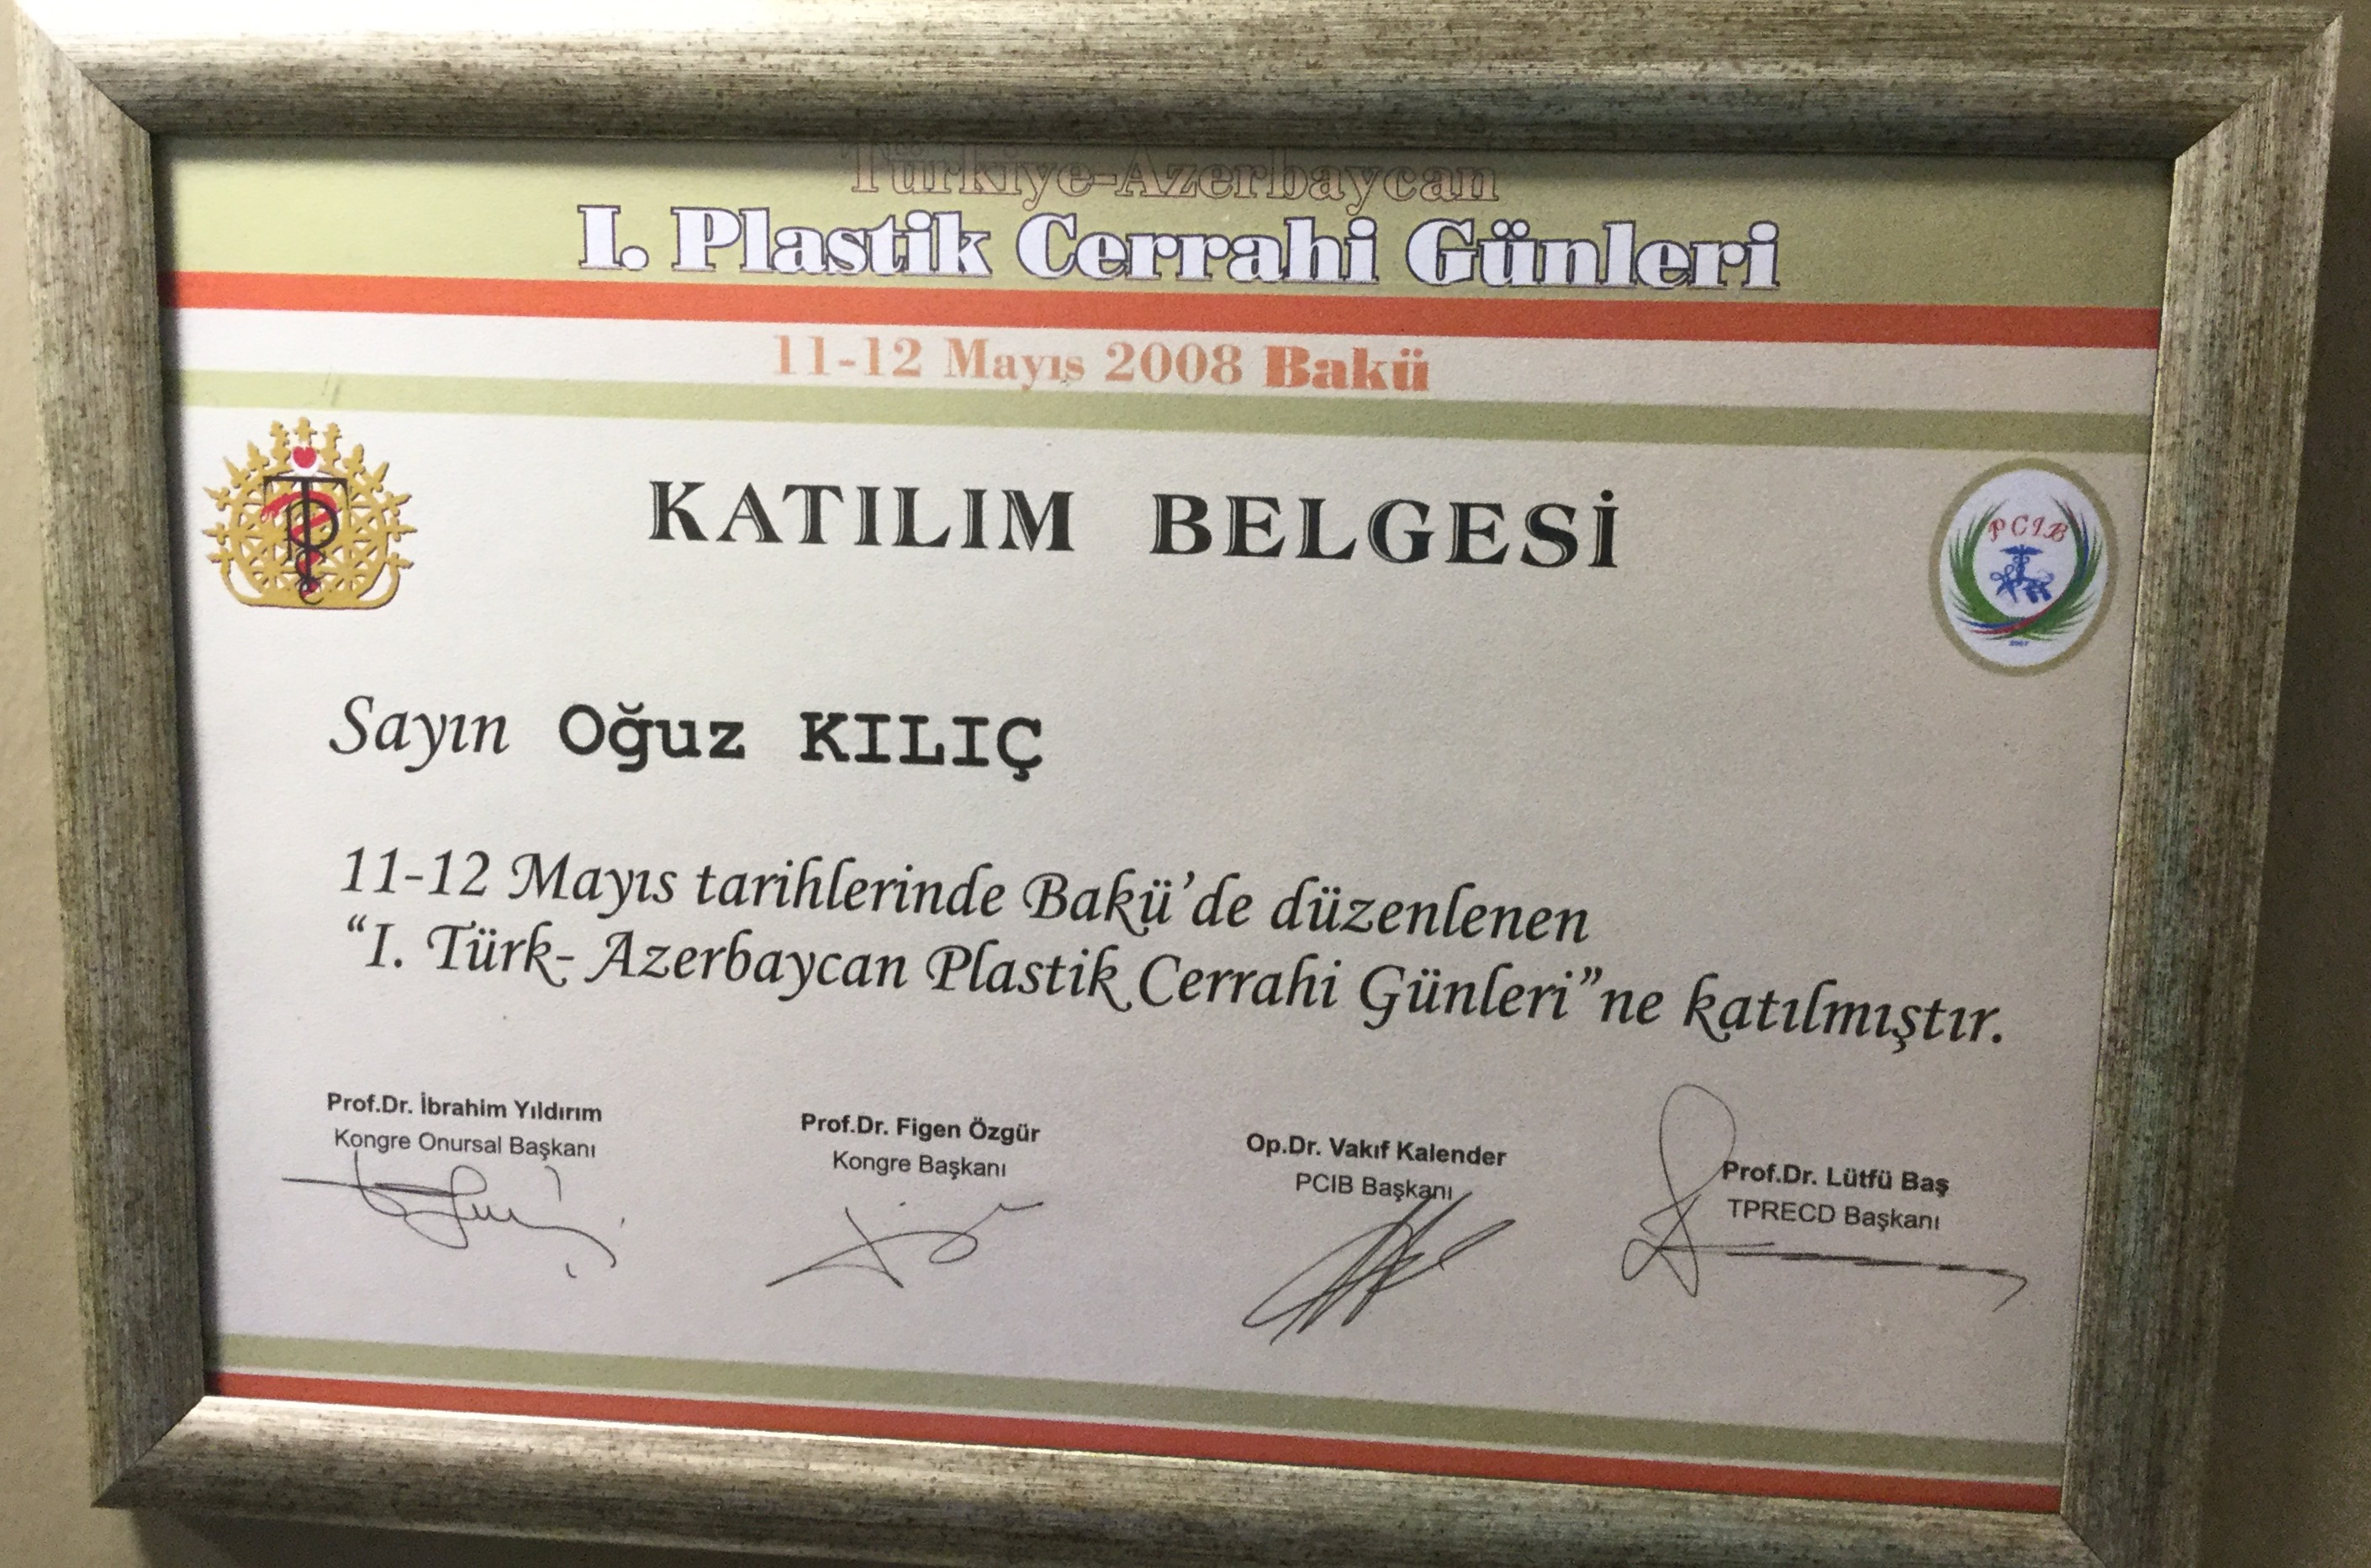 Türkiye-Azerbaycan
I. Plastik Cerrahi Günleri
11-12 Mayıs 2008 Bakü
KATILIM BELGESİ
PCIB
Sayın Oğuz KILIÇ
11-12 Mayıs tarihlerinde Bakü'de düzenlenen
“I. Türk- Azerbaycan Plastik Cerrahi Günleri”ne katılmıştır.
Prof.Dr. İbrahim Yıldırım
Kongre Onursal Başkanı
Prof.Dr. Figen Özgür
Kongre Başkanı
Op.Dr. Vakıf Kalender
PCIB Başkanı
Prof.Dr. Lütfü Baş
TPRECD Başkanı